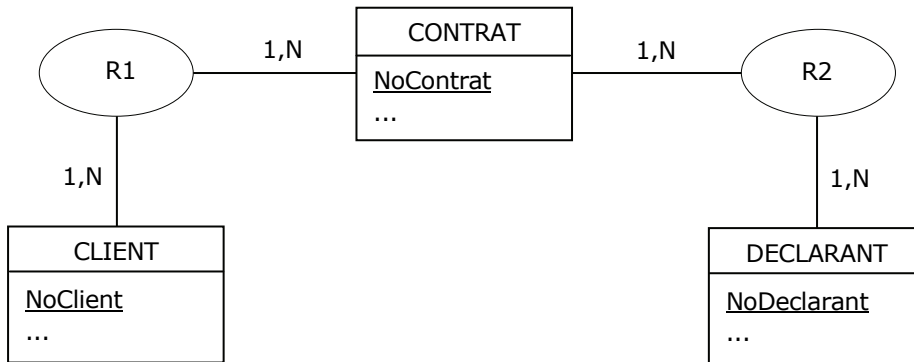 CONTRAT
1,N
1,N
R1
R2
NoContrat
...
1,N
1,N
CLIENT
DECLARANT
NoClient
NoDeclarant
...
...